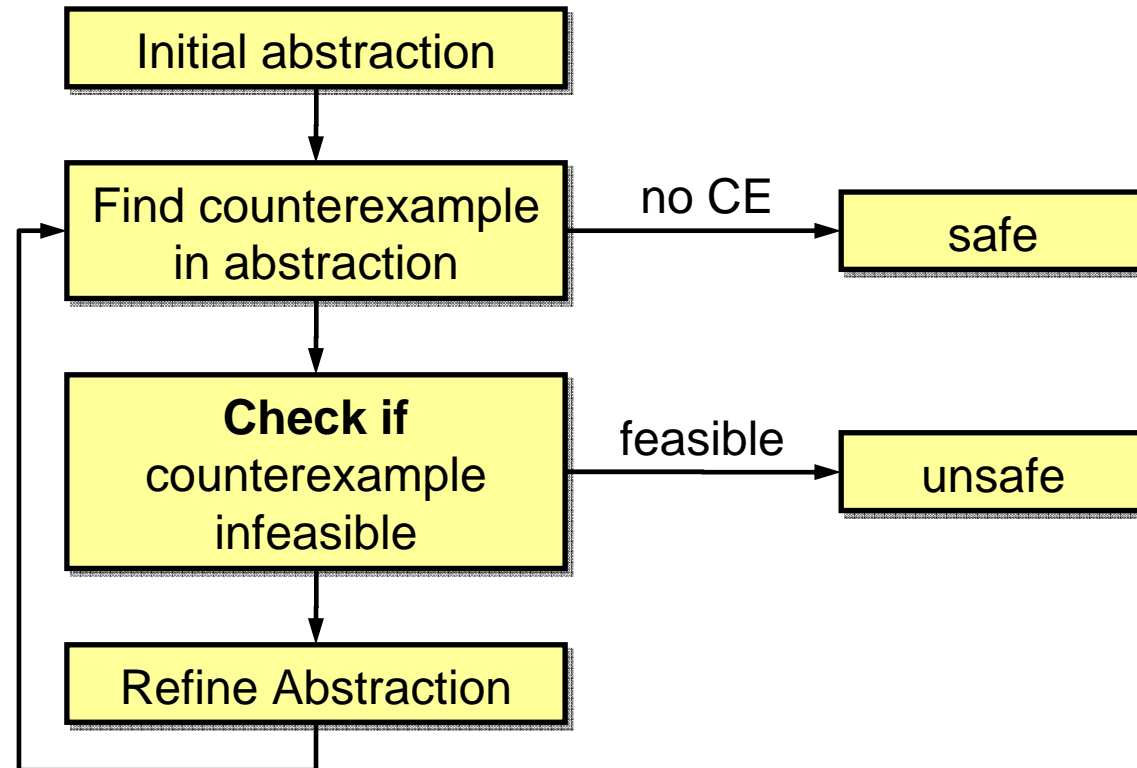 Initial abstraction
Find counterexample
in abstraction
no CE
safe
Check if
counterexample
infeasible
feasible
unsafe
Refine Abstraction